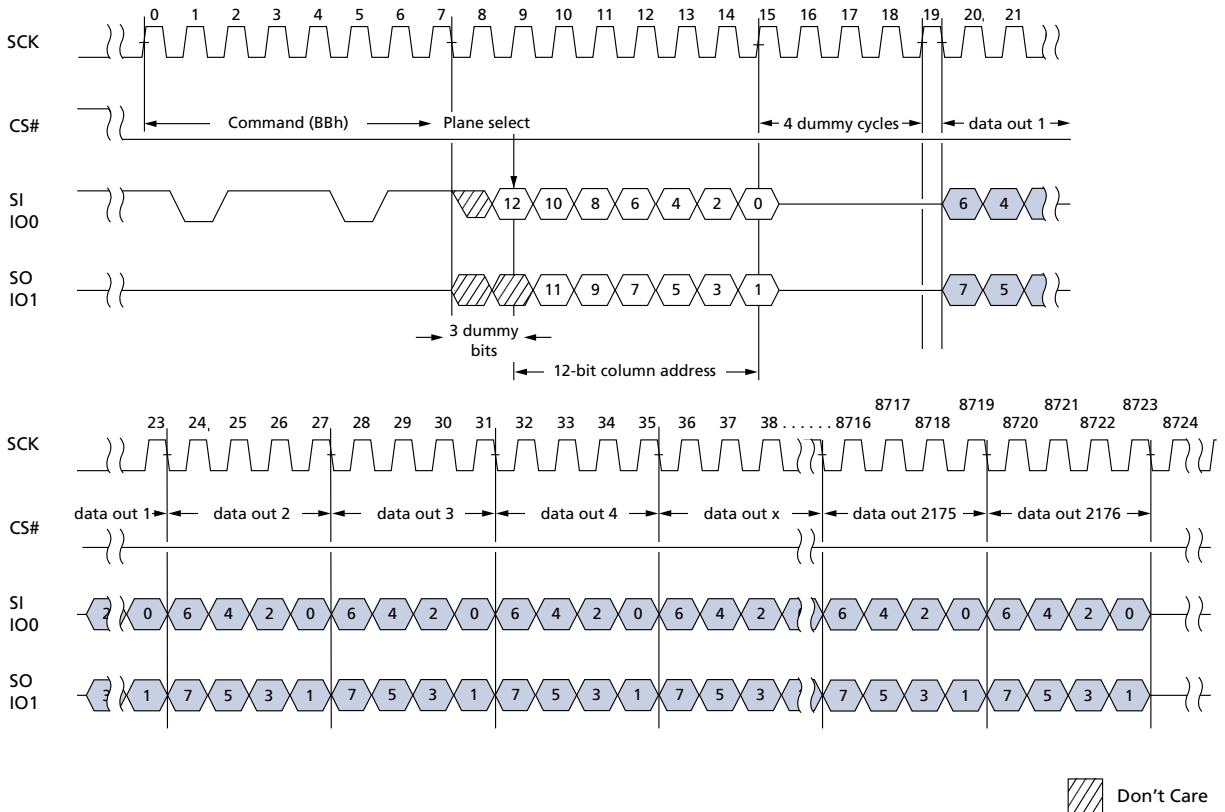 0 1 2 3 4 5 6 7 8 9 10 11 12 13 14 15 16 17 18 19 20 21
SCK
CS#
Command (BBh)
Plane select
4 dummy cycles
data out 1
SI
IO0
12 10 8 6 4 2 0
6 4
SO
IO1
11 9 7 5 3 1
7 5
3 dummy
bits
12-bit column address
8717 8719 8721 8723
23 24 25 26 27 28 29 30 31 32 33 34 35 36 37 38 . . . . . . 8716 8718 8720 8722 8724
SCK
data out 1 data out 2 data out 3 data out 4 data out x data out 2175 data out 2176
CS#
SI
IO0
2 0 6 4 2 0 6 4 2 0 6 4 2 0 6 4 2 6 4 2 0 6 4 2 0
SO
IO1
3 1 7 5 3 1 7 5 3 1 7 5 3 1 7 5 3 7 5 3 1 7 5 3 1
Don't Care